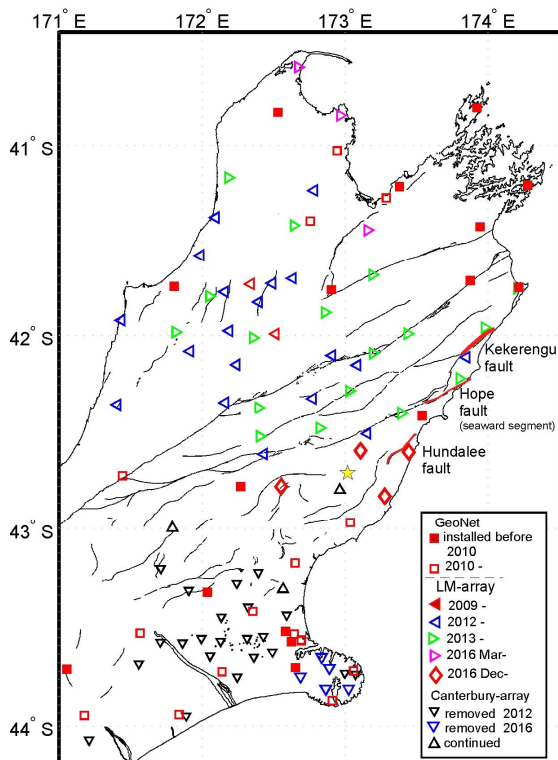 171° E 172° 173° 174°
41° S
42° S
43° S
44° S
Kekerengu
fault
Hope
fault
(seaward segment)
Hundalee
fault
GeoNet
installed before
2010
2010 -
LM-array
2009 -
2012 -
2013 -
2016 Mar-
2016 Dec-
Canterbury-array
removed 2012
removed 2016
continued